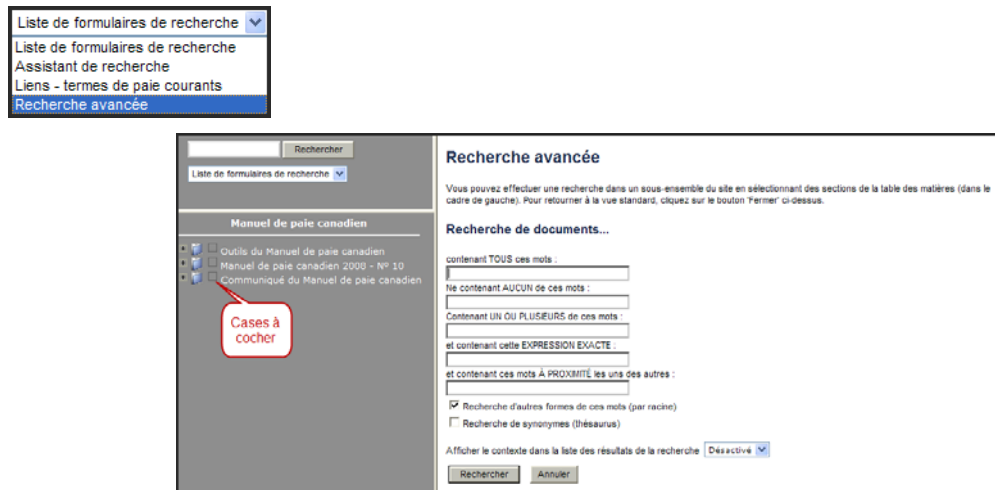 Liste de formulaires de recherche
Liste de formulaires de recherche
Assistant de recherche
Liens - termes de paie courants
Recherche avancée
Rechercher
Liste de formulaires de recherche
Manuel de paie canadien
Outils du Manuel de paie canadien
Manuel de paie canadien 2008 - Nº 10
Communiqué du Manuel de paie canadien
Cases à
cocher
Recherche avancée
Vous pouvez effectuer une recherche dans un sous-ensemble du site en sélectionnant des sections de la table des matières (dans le
cadre de gauche). Pour retourner à la vue standard, cliquez sur le bouton 'Fermer' ci-dessus.
Recherche de documents...
contenant TOUS ces mots :
Ne contenant AUCUN de ces mots :
Contenant UN OU PLUSIEURS de ces mots :
et contenant cette EXPRESSION EXACTE :
et contenant ces mots À PROXIMITÉ les uns des autres :
Recherche d'autres formes de ces mots (par racine)
Recherche de synonymes (thésaurus)
Afficher le contexte dans la liste des résultats de la recherche Désactivé
Rechercher Annuler